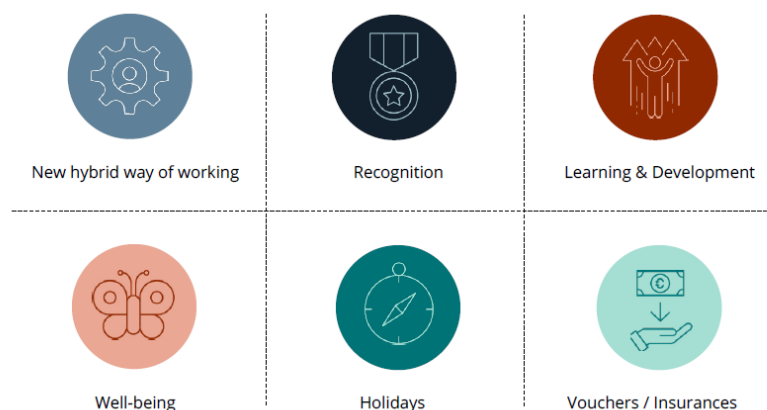 New hybrid way of working
Recognition
Learning & Development
€
Well-being
Holidays
Vouchers / Insurances